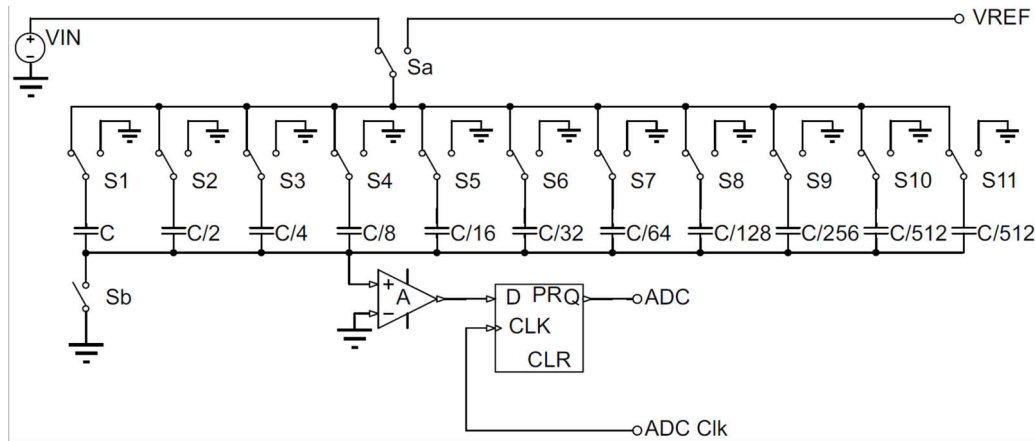 VREF
VIN
Sa
S1 S2 S3 S4 S5 S6 S7 S8 S9 S10 S11
C C/2 C/4 C/8 C/16 C/32 C/64 C/128 C/256 C/512 C/512
Sb
+
A
−
D PR Q
CLK
CLR
ADC
ADC Clk